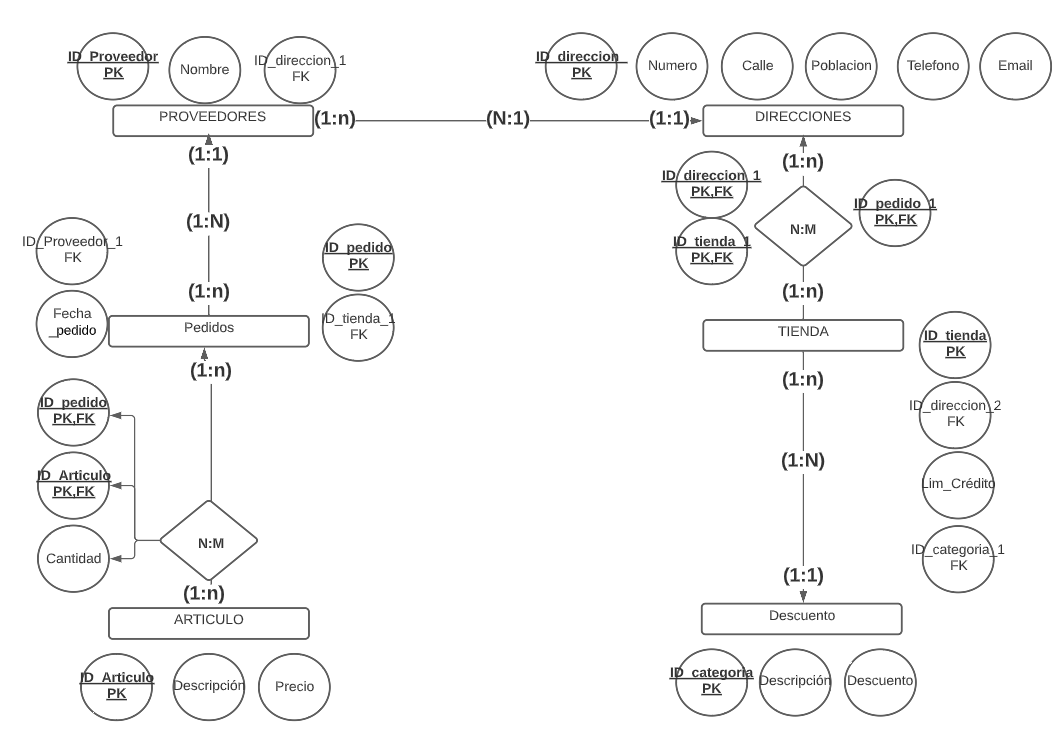 ID_Proveedor
PK
Nombre
ID_direccion_1
FK
ID_direccion_
PK
Numero
Calle
Poblacion
Telefono
Email
PROVEEDORES
(1:n)
(N:1)
(1:1)
DIRECCIONES
(1:1)
(1:n)
ID_direccion_1
PK,FK
ID_pedido_1
PK,FK
N:M
ID_tienda_1
PK,FK
(1:N)
ID_Proveedor_1
FK
ID_pedido
PK
(1:n)
(1:n)
Fecha
_pedido
Pedidos
ID_tienda_1
FK
TIENDA
ID_tienda
PK
(1:n)
(1:n)
ID_pedido
PK,FK
ID_direccion_2
FK
ID_Articulo
PK,FK
(1:N)
Lim_Crédito
Cantidad
N:M
ID_categoria_1
FK
(1:n)
(1:1)
ARTICULO
Descuento
ID_Articulo
PK
Descripción
Precio
ID_categoria
PK
Descripción
Descuento